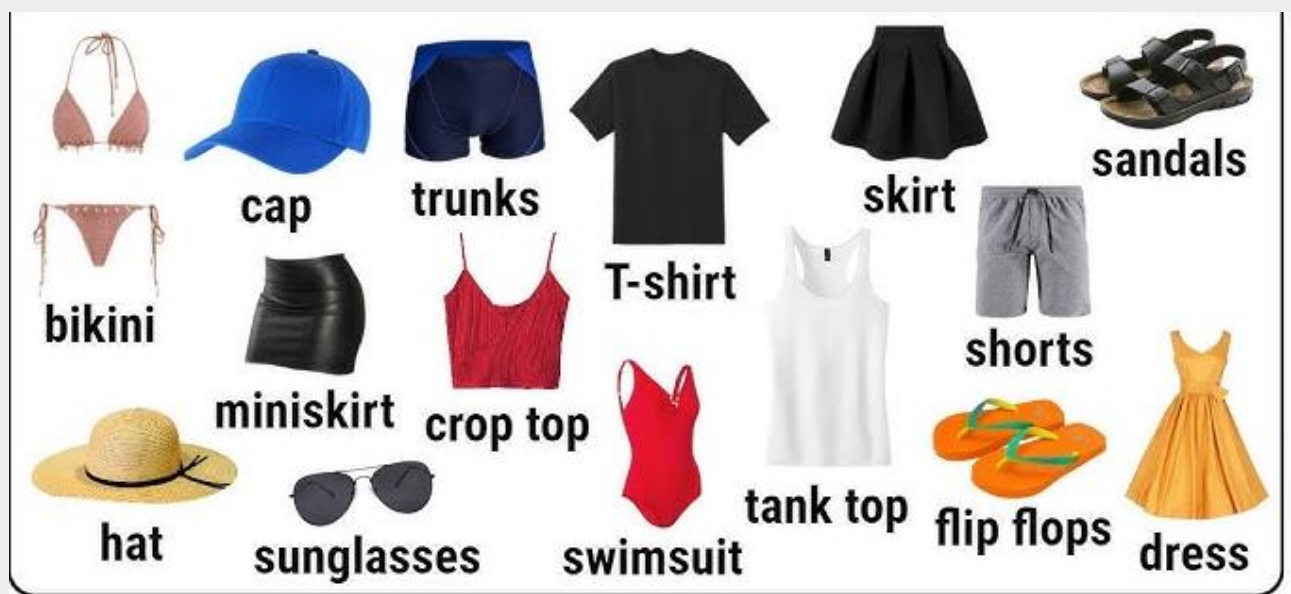 sandals
skirt
trunks
cap
T-shirt
bikini
shorts
miniskirt
crop top
tank top
flip flops
hat
sunglasses
swimsuit
dress